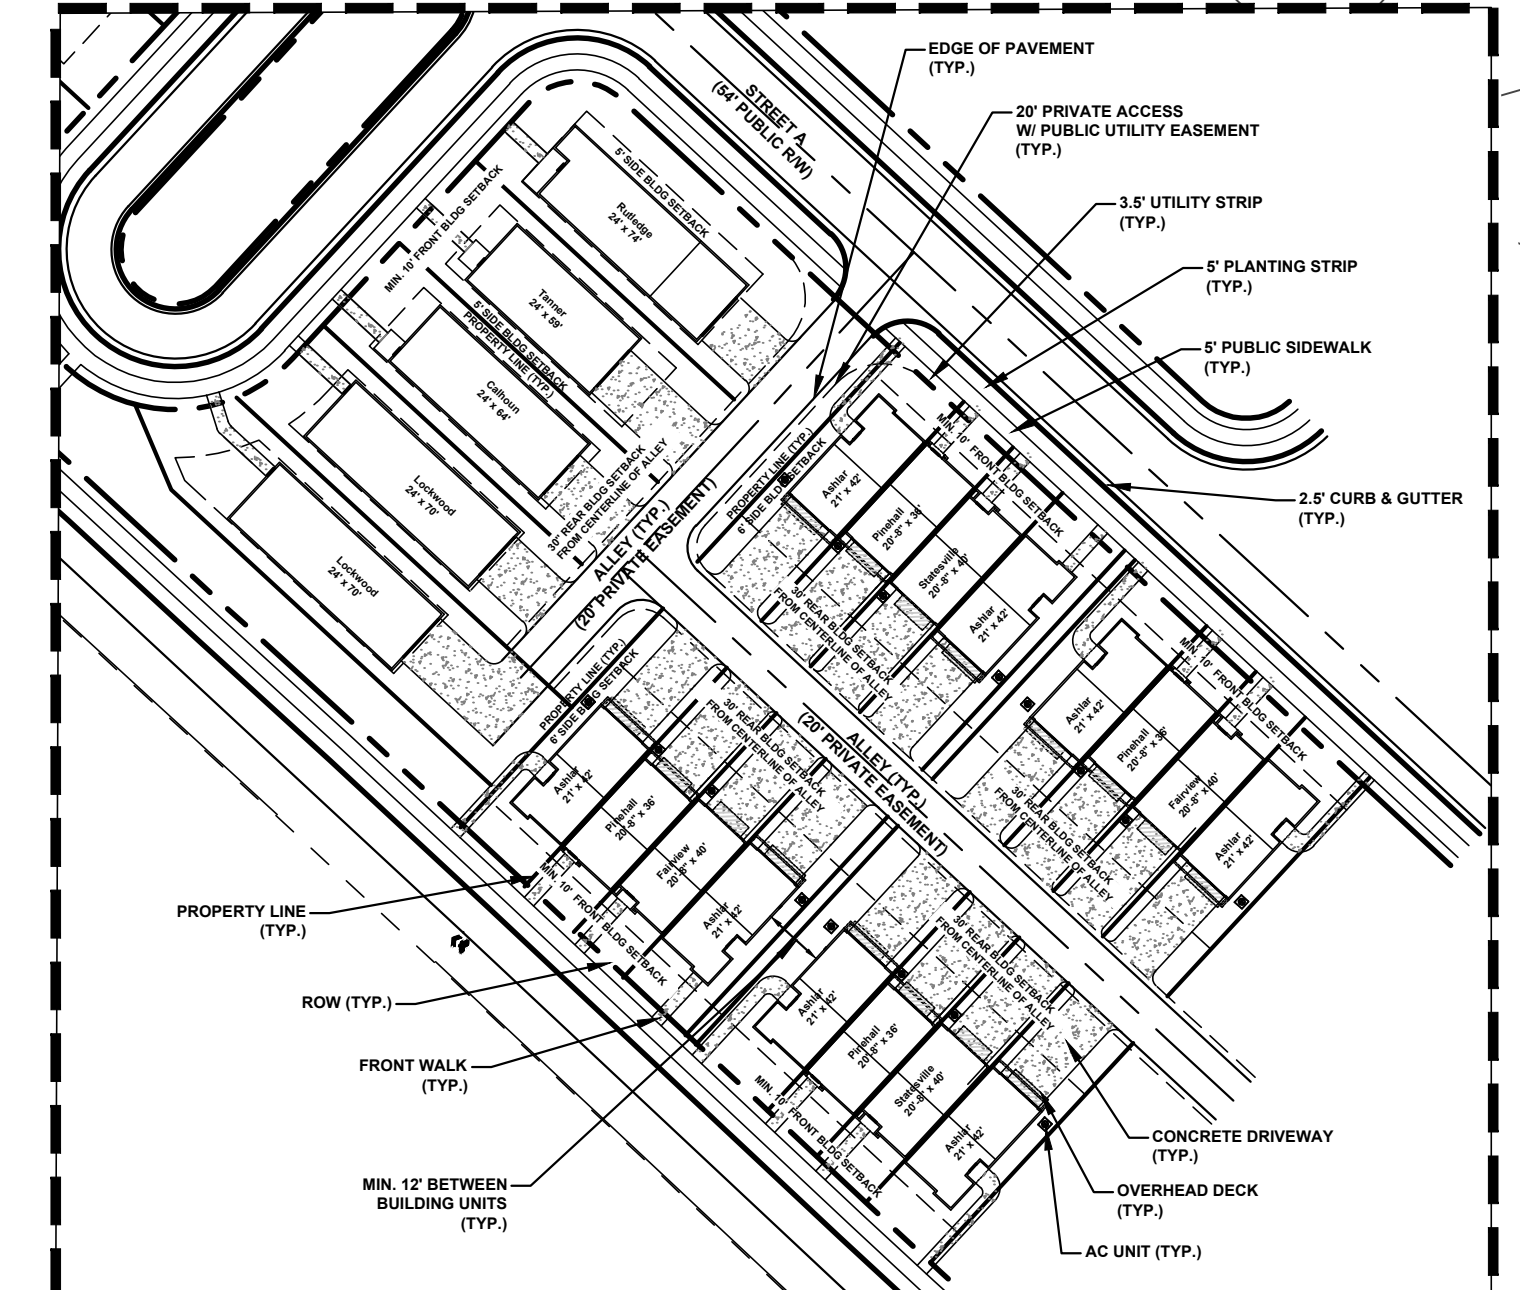 EDGE OF PAVEMENT
(TYP.)
STREET A
(54' PUBLIC R/W)
20' PRIVATE ACCESS
W/ PUBLIC UTILITY EASEMENT
(TYP.)
3.5' UTILITY STRIP
(TYP.)
5' PLANTING STRIP
(TYP.)
5' PUBLIC SIDEWALK
(TYP.)
2.5' CURB & GUTTER
(TYP.)
5' SIDE BLDG SETBACK
Rutledge
24' x 74'
MIN. 10' FRONT BLDG SETBACK
Tanner
24' x 59'
5' SIDE BLDG SETBACK
PROPERTY LINE (TYP.)
Calhoun
24' x 64'
Lockwood
24' x 70'
Lockwood
24' x 70'
30' REAR BLDG SETBACK
FROM CENTERLINE OF ALLEY
ALLEY (TYP.)
(20' PRIVATE EASEMENT)
PROPERTY LINE (TYP.)
6' SIDE BLDG SETBACK
MIN. 10' FRONT BLDG SETBACK
Ashlar
21' x 42'
Pinehall
20'-8" x 36'
Statesville
20'-8" x 40'
Ashlar
21' x 42'
30' REAR BLDG SETBACK
FROM CENTERLINE OF ALLEY
MIN. 10' FRONT BLDG SETBACK
Ashlar
21' x 42'
Pinehall
20'-8" x 36'
Fairview
20'-8" x 40'
Ashlar
21' x 42'
30' REAR BLDG SETBACK
FROM CENTERLINE OF ALLEY
ALLEY (TYP.)
(20' PRIVATE EASEMENT)
PROPERTY LINE (TYP.)
6' SIDE BLDG SETBACK
30' REAR BLDG SETBACK
FROM CENTERLINE OF ALLEY
Ashlar
21' x 42'
Pinehall
20'-8" x 36'
Fairview
20'-8" x 40'
Ashlar
21' x 42'
MIN. 10' FRONT BLDG SETBACK
30' REAR BLDG SETBACK
FROM CENTERLINE OF ALLEY
Ashlar
21' x 42'
Pinehall
20'-8" x 36'
Statesville
20'-8" x 40'
Ashlar
21' x 42'
MIN. 10' FRONT BLDG SETBACK
PROPERTY LINE
(TYP.)
ROW (TYP.)
FRONT WALK
(TYP.)
MIN. 12' BETWEEN
BUILDING UNITS
(TYP.)
CONCRETE DRIVEWAY
(TYP.)
OVERHEAD DECK
(TYP.)
AC UNIT (TYP.)